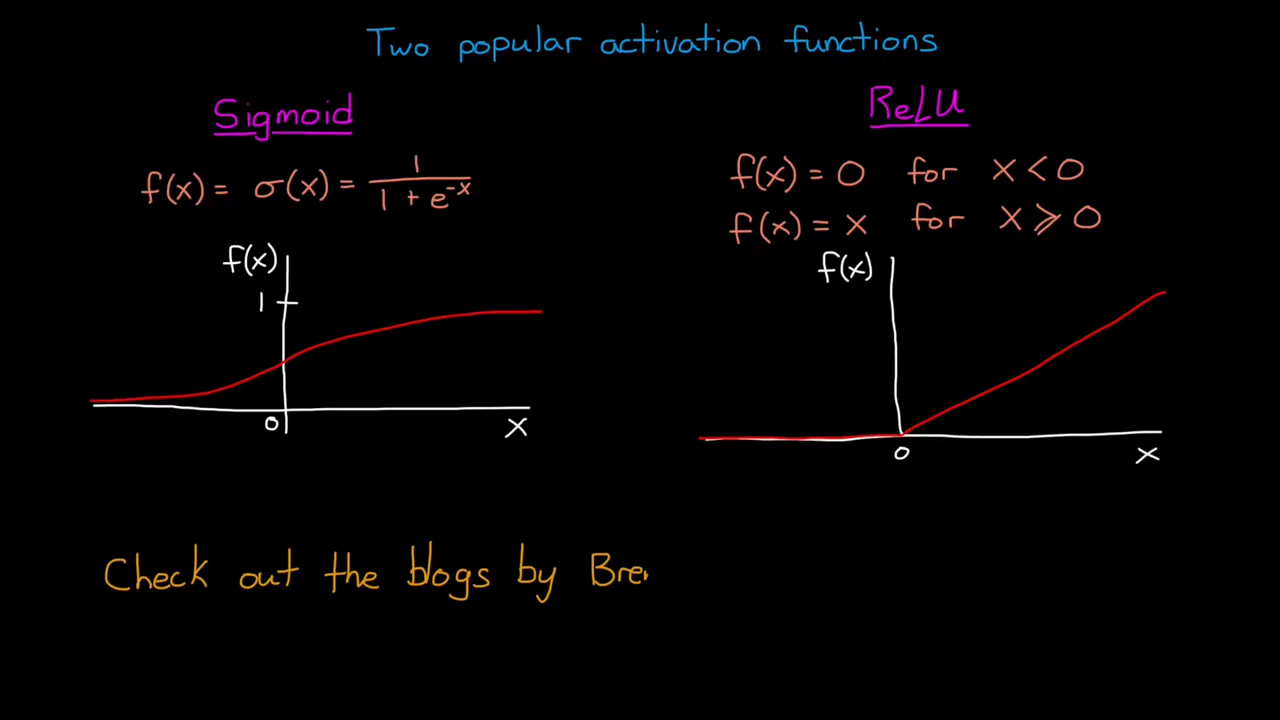 Two popular activation functions
Sigmoid
f(x) = σ(x) = 1 / (1 + e^-x)
f(x)
1
0
x
ReLU
f(x) = 0 for x < 0
f(x) = x for x ⩾ 0
f(x)
0
x
Check out the blogs by